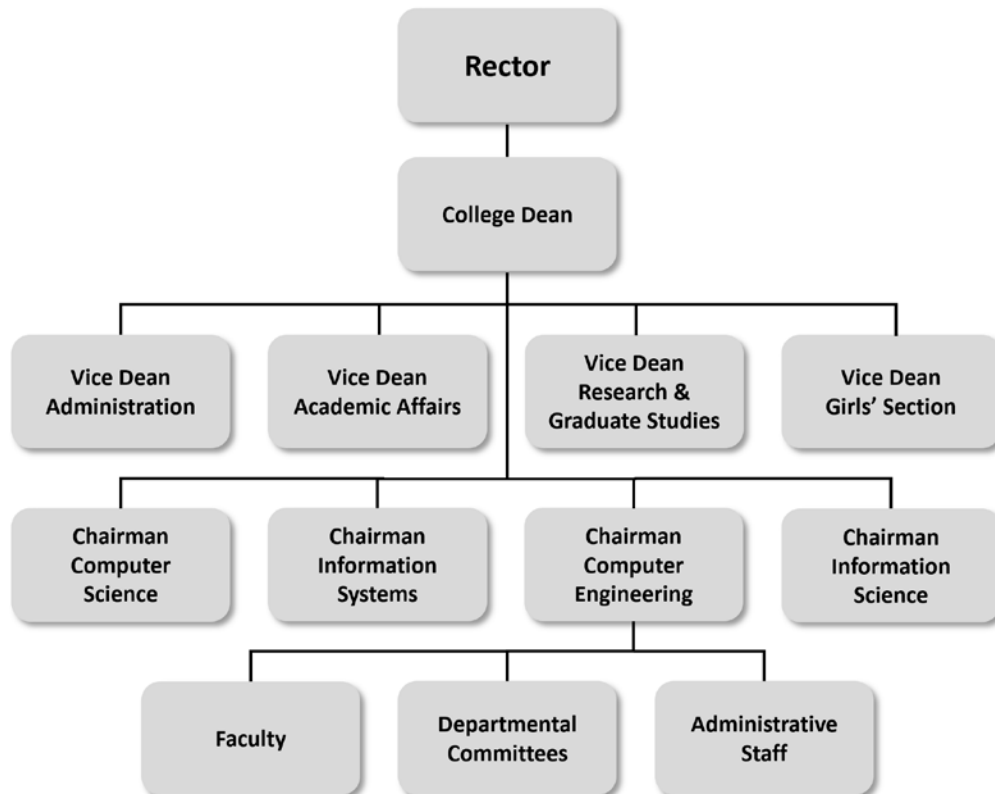 Rector
College Dean
Vice Dean
Administration
Vice Dean
Academic Affairs
Vice Dean
Research &
Graduate Studies
Vice Dean
Girls’ Section
Chairman
Computer
Science
Chairman
Information
Systems
Chairman
Computer
Engineering
Chairman
Information
Science
Faculty
Departmental
Committees
Administrative
Staff